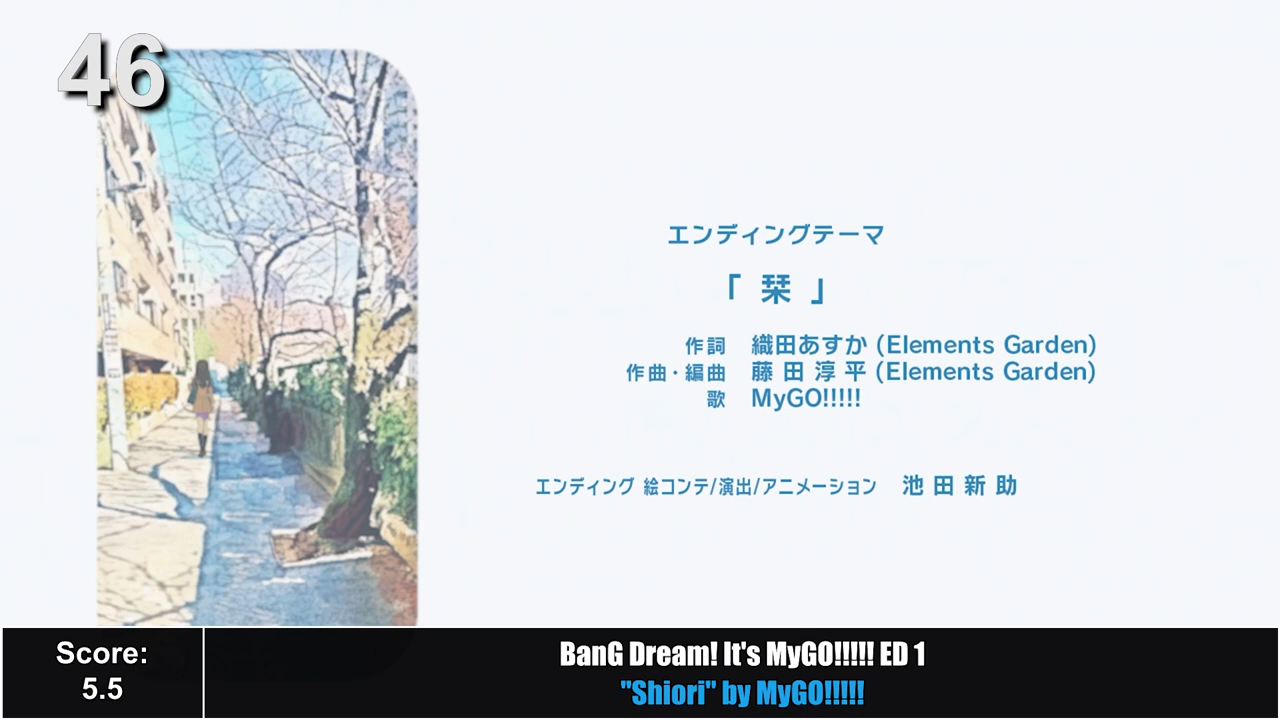 46
エンディングテーマ
「 栞 」
作詞 織田あすか (Elements Garden)
作曲・編曲 藤 田 淳 平 (Elements Garden)
歌 MyGO!!!!!
エンディング 絵コンテ/演出/アニメーション 池 田 新 助
Score:
5.5
BanG Dream! It's MyGO!!!!! ED 1
"Shiori" by MyGO!!!!!